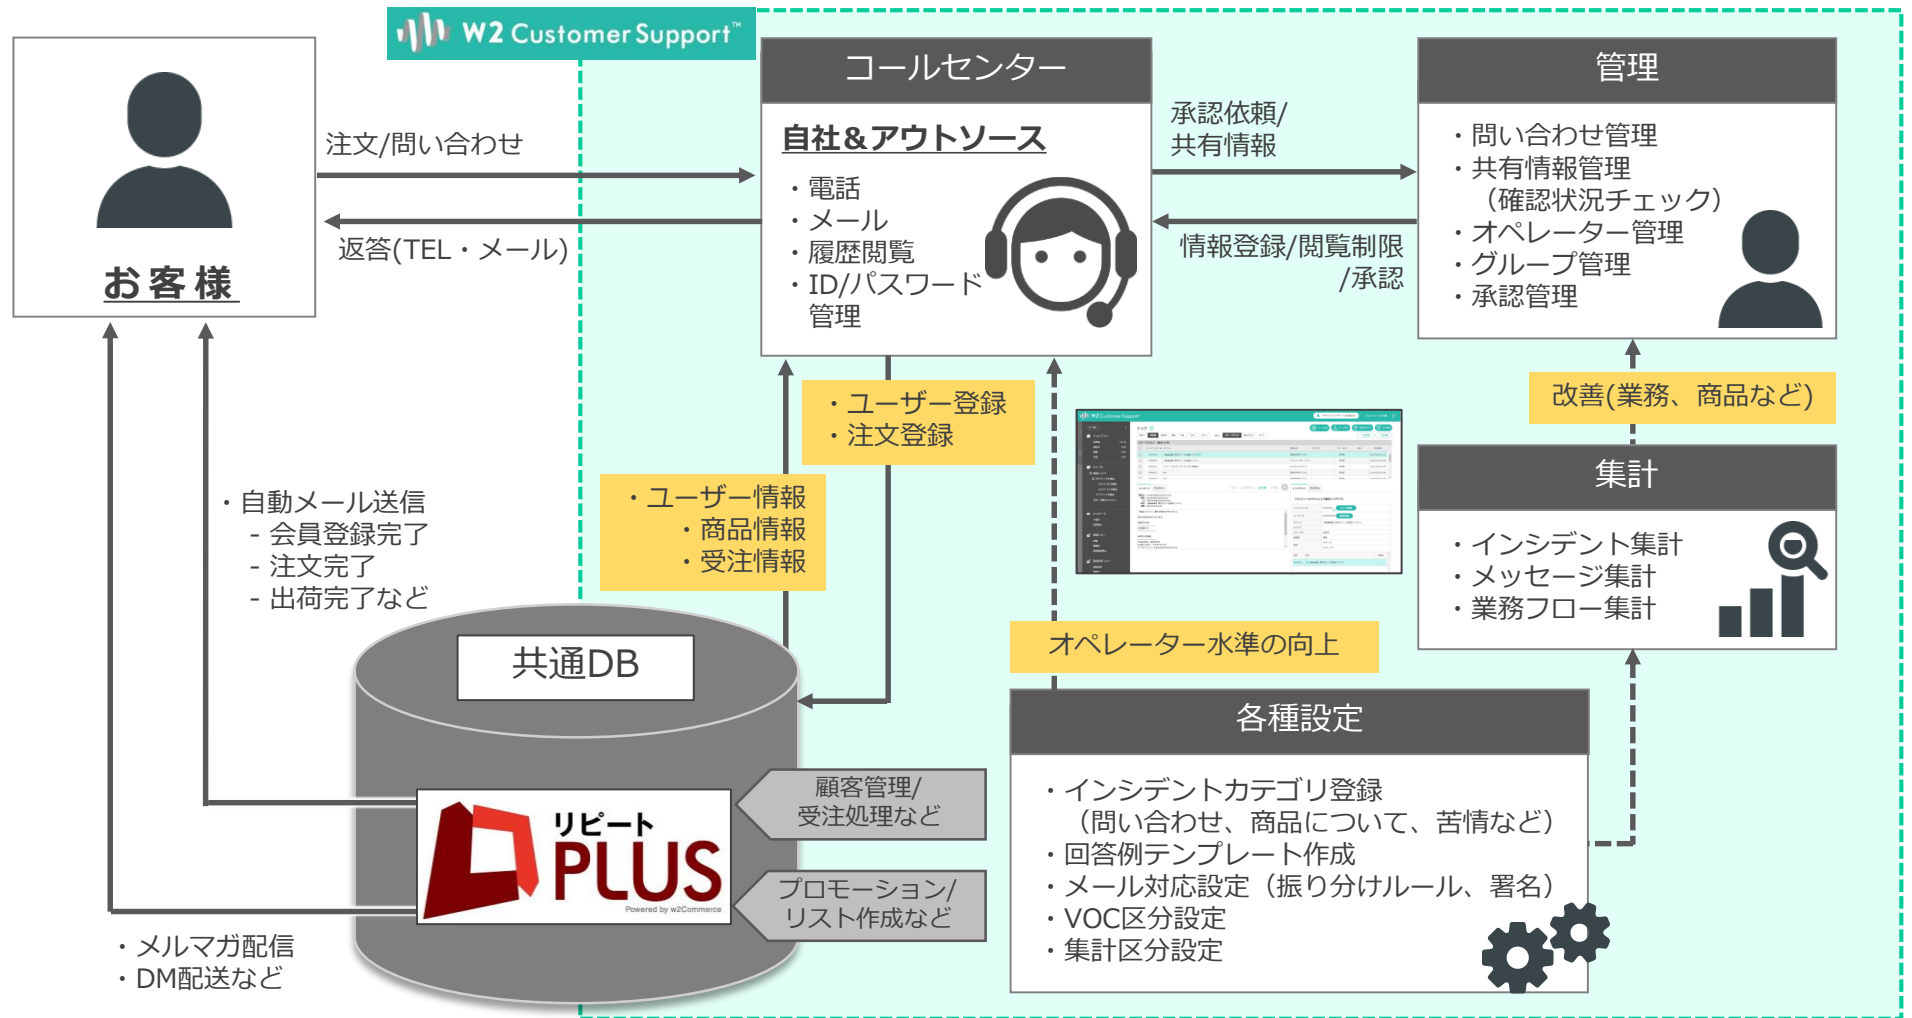 W2 Customer Support™
お客様
注文/問い合わせ
返答(TEL・メール)
コールセンター
自社&アウトソース
・電話
・メール
・履歴閲覧
・ID/パスワード
管理
承認依頼/
共有情報
情報登録/閲覧制限
/承認
管理
・問い合わせ管理
・共有情報管理
（確認状況チェック）
・オペレーター管理
・グループ管理
・承認管理
改善(業務、商品など)
集計
・インシデント集計
・メッセージ集計
・業務フロー集計
・ユーザー登録
・注文登録
・ユーザー情報
・商品情報
・受注情報
W2 Customer Support
・自動メール送信
- 会員登録完了
- 注文完了
- 出荷完了など
オペレーター水準の向上
共通DB
リピート
PLUS
Powered by w2Commerce
顧客管理/
受注処理など
プロモーション/
リスト作成など
・メルマガ配信
・DM配送など
各種設定
・インシデントカテゴリ登録
（問い合わせ、商品について、苦情など）
・回答例テンプレート作成
・メール対応設定（振り分けルール、署名）
・VOC区分設定
・集計区分設定